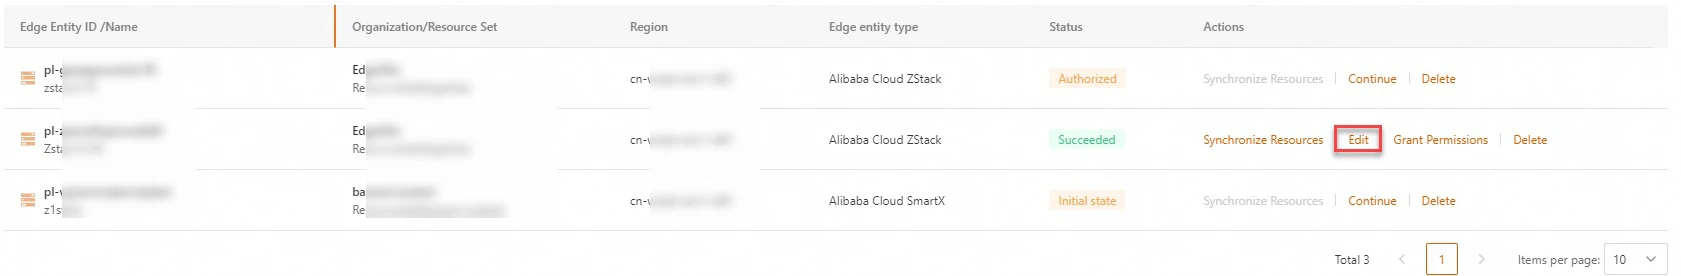 Edge Entity ID /Name Organization/Resource Set Region Edge entity type Status Actions
pl- Ed
zsta Re cn- Alibaba Cloud ZStack Authorized Synchronize Resources Continue Delete
pl-z Ed
Zsta Re cn- Alibaba Cloud ZStack Succeeded Synchronize Resources Edit Grant Permissions Delete
pl- ba
z1s Re cn- Alibaba Cloud SmartX Initial state Synchronize Resources Continue Delete
Total 3 < 1 > Items per page: 10